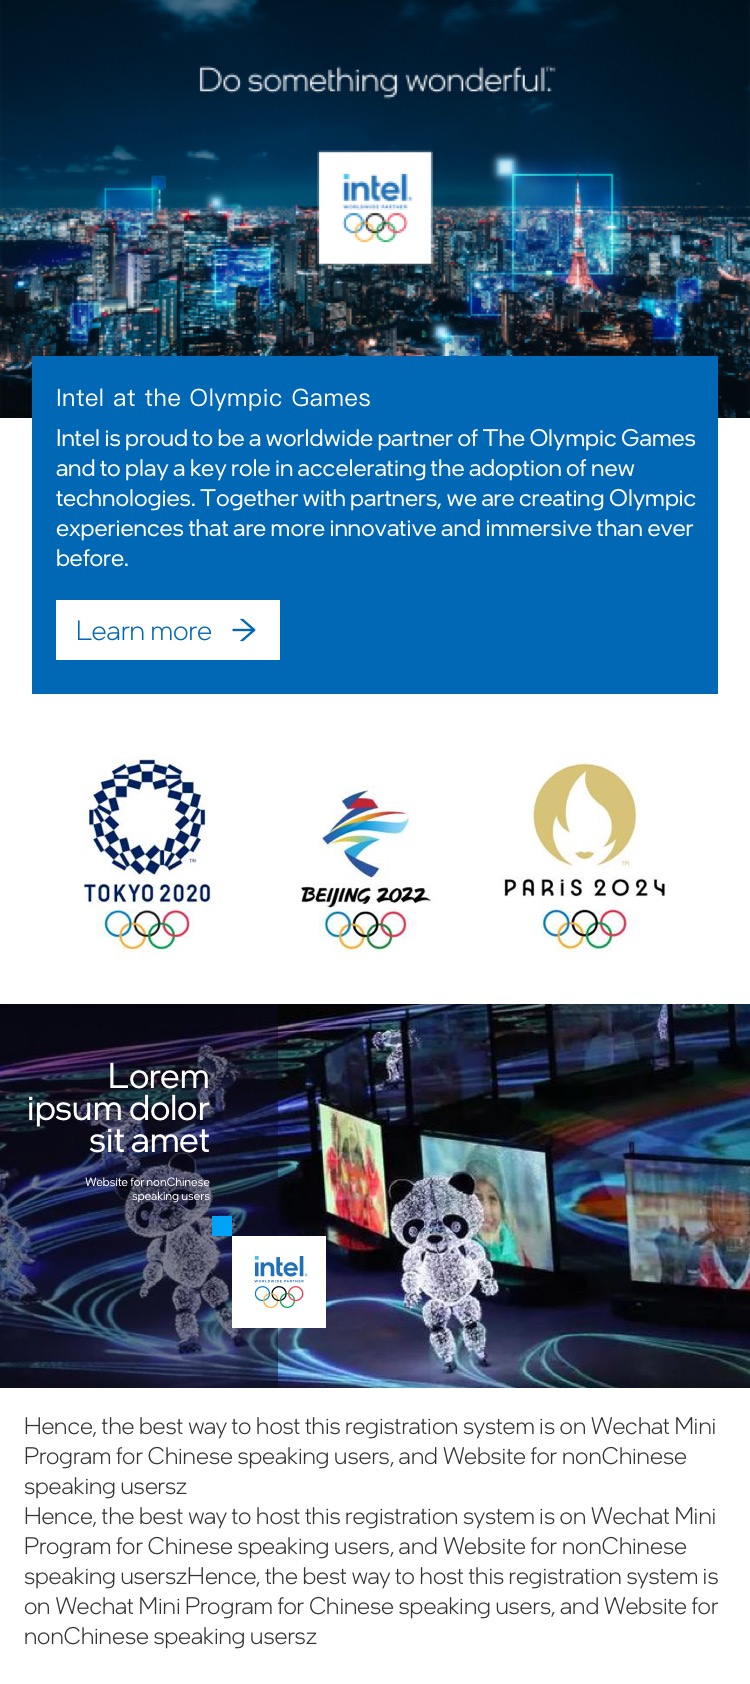 Do something wonderful.™
intel.
WORLDWIDE PARTNER
Intel at the Olympic Games
Intel is proud to be a worldwide partner of The Olympic Games
and to play a key role in accelerating the adoption of new
technologies. Together with partners, we are creating Olympic
experiences that are more innovative and immersive than ever
before.
Learn more →
TM
TOKYO 2020
BEIJING 2022
TM
PARIS 2024
Lorem
ipsum dolor
sit amet
Website for nonChinese
speaking users
intel.
WORLDWIDE PARTNER
Hence, the best way to host this registration system is on Wechat Mini
Program for Chinese speaking users, and Website for nonChinese
speaking usersz
Hence, the best way to host this registration system is on Wechat Mini
Program for Chinese speaking users, and Website for nonChinese
speaking userszHence, the best way to host this registration system is
on Wechat Mini Program for Chinese speaking users, and Website for
nonChinese speaking usersz